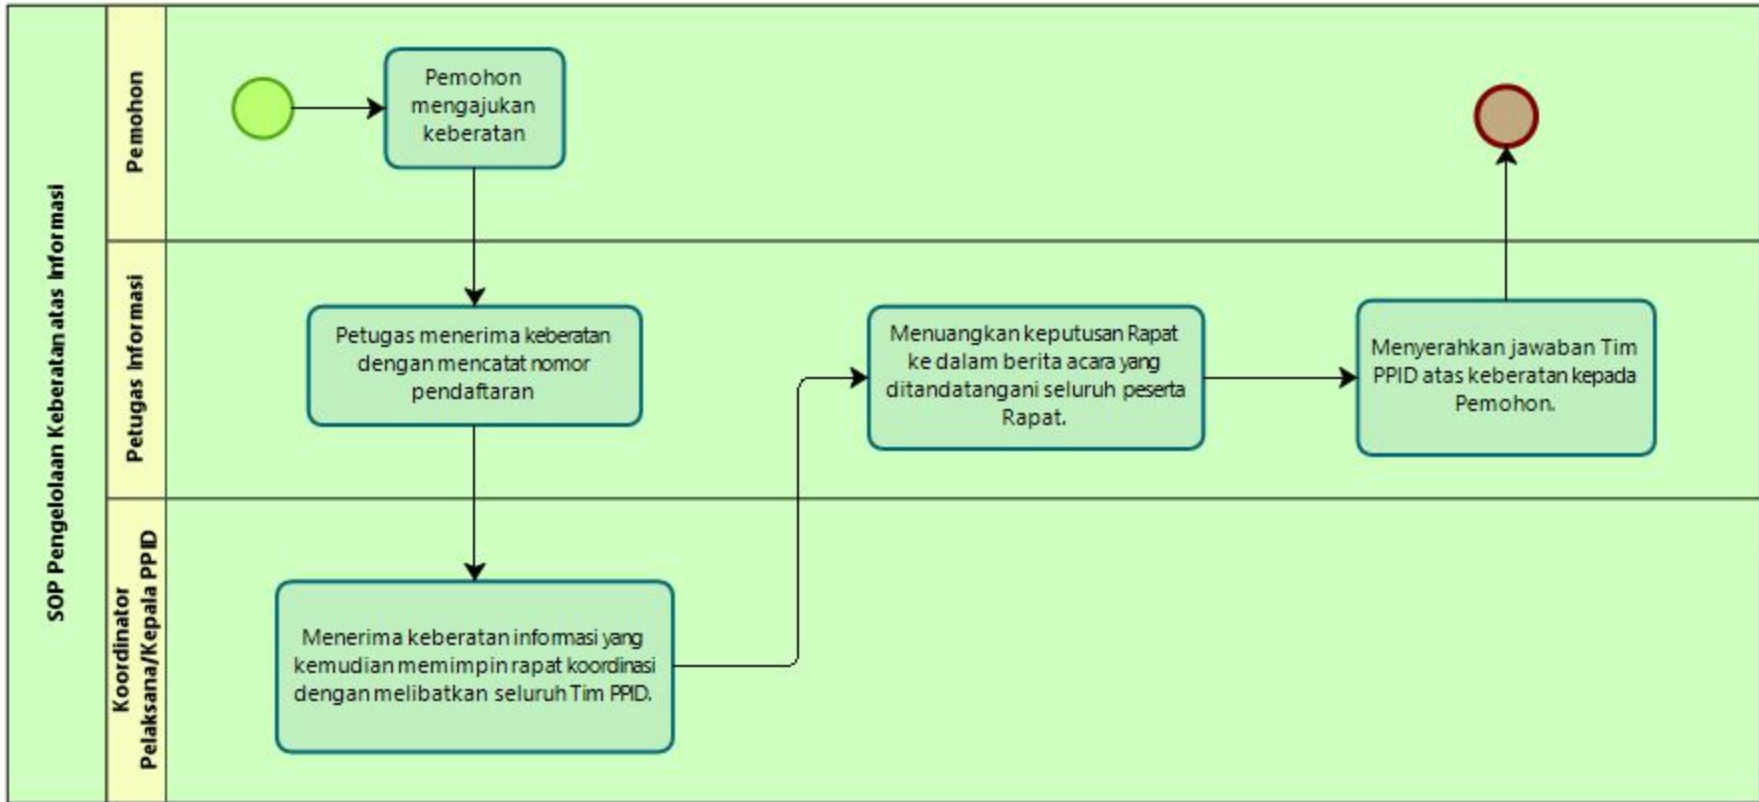 SOP Pengelolaan Keberatan atas Informasi
Pemohon
Pemohon
mengajukan
keberatan
Petugas Informasi
Petugas menerima keberatan
dengan mencatat nomor
pendaftaran
Menuangkan keputusan Rapat
ke dalam berita acara yang
ditandatangani seluruh peserta
Rapat.
Menyerahkan jawaban Tim
PPID atas keberatan kepada
Pemohon.
Koordinator
Pelaksana/Kepala PPID
Menerima keberatan informasi yang
kemudian memimpin rapat koordinasi
dengan melibatkan seluruh Tim PPID.